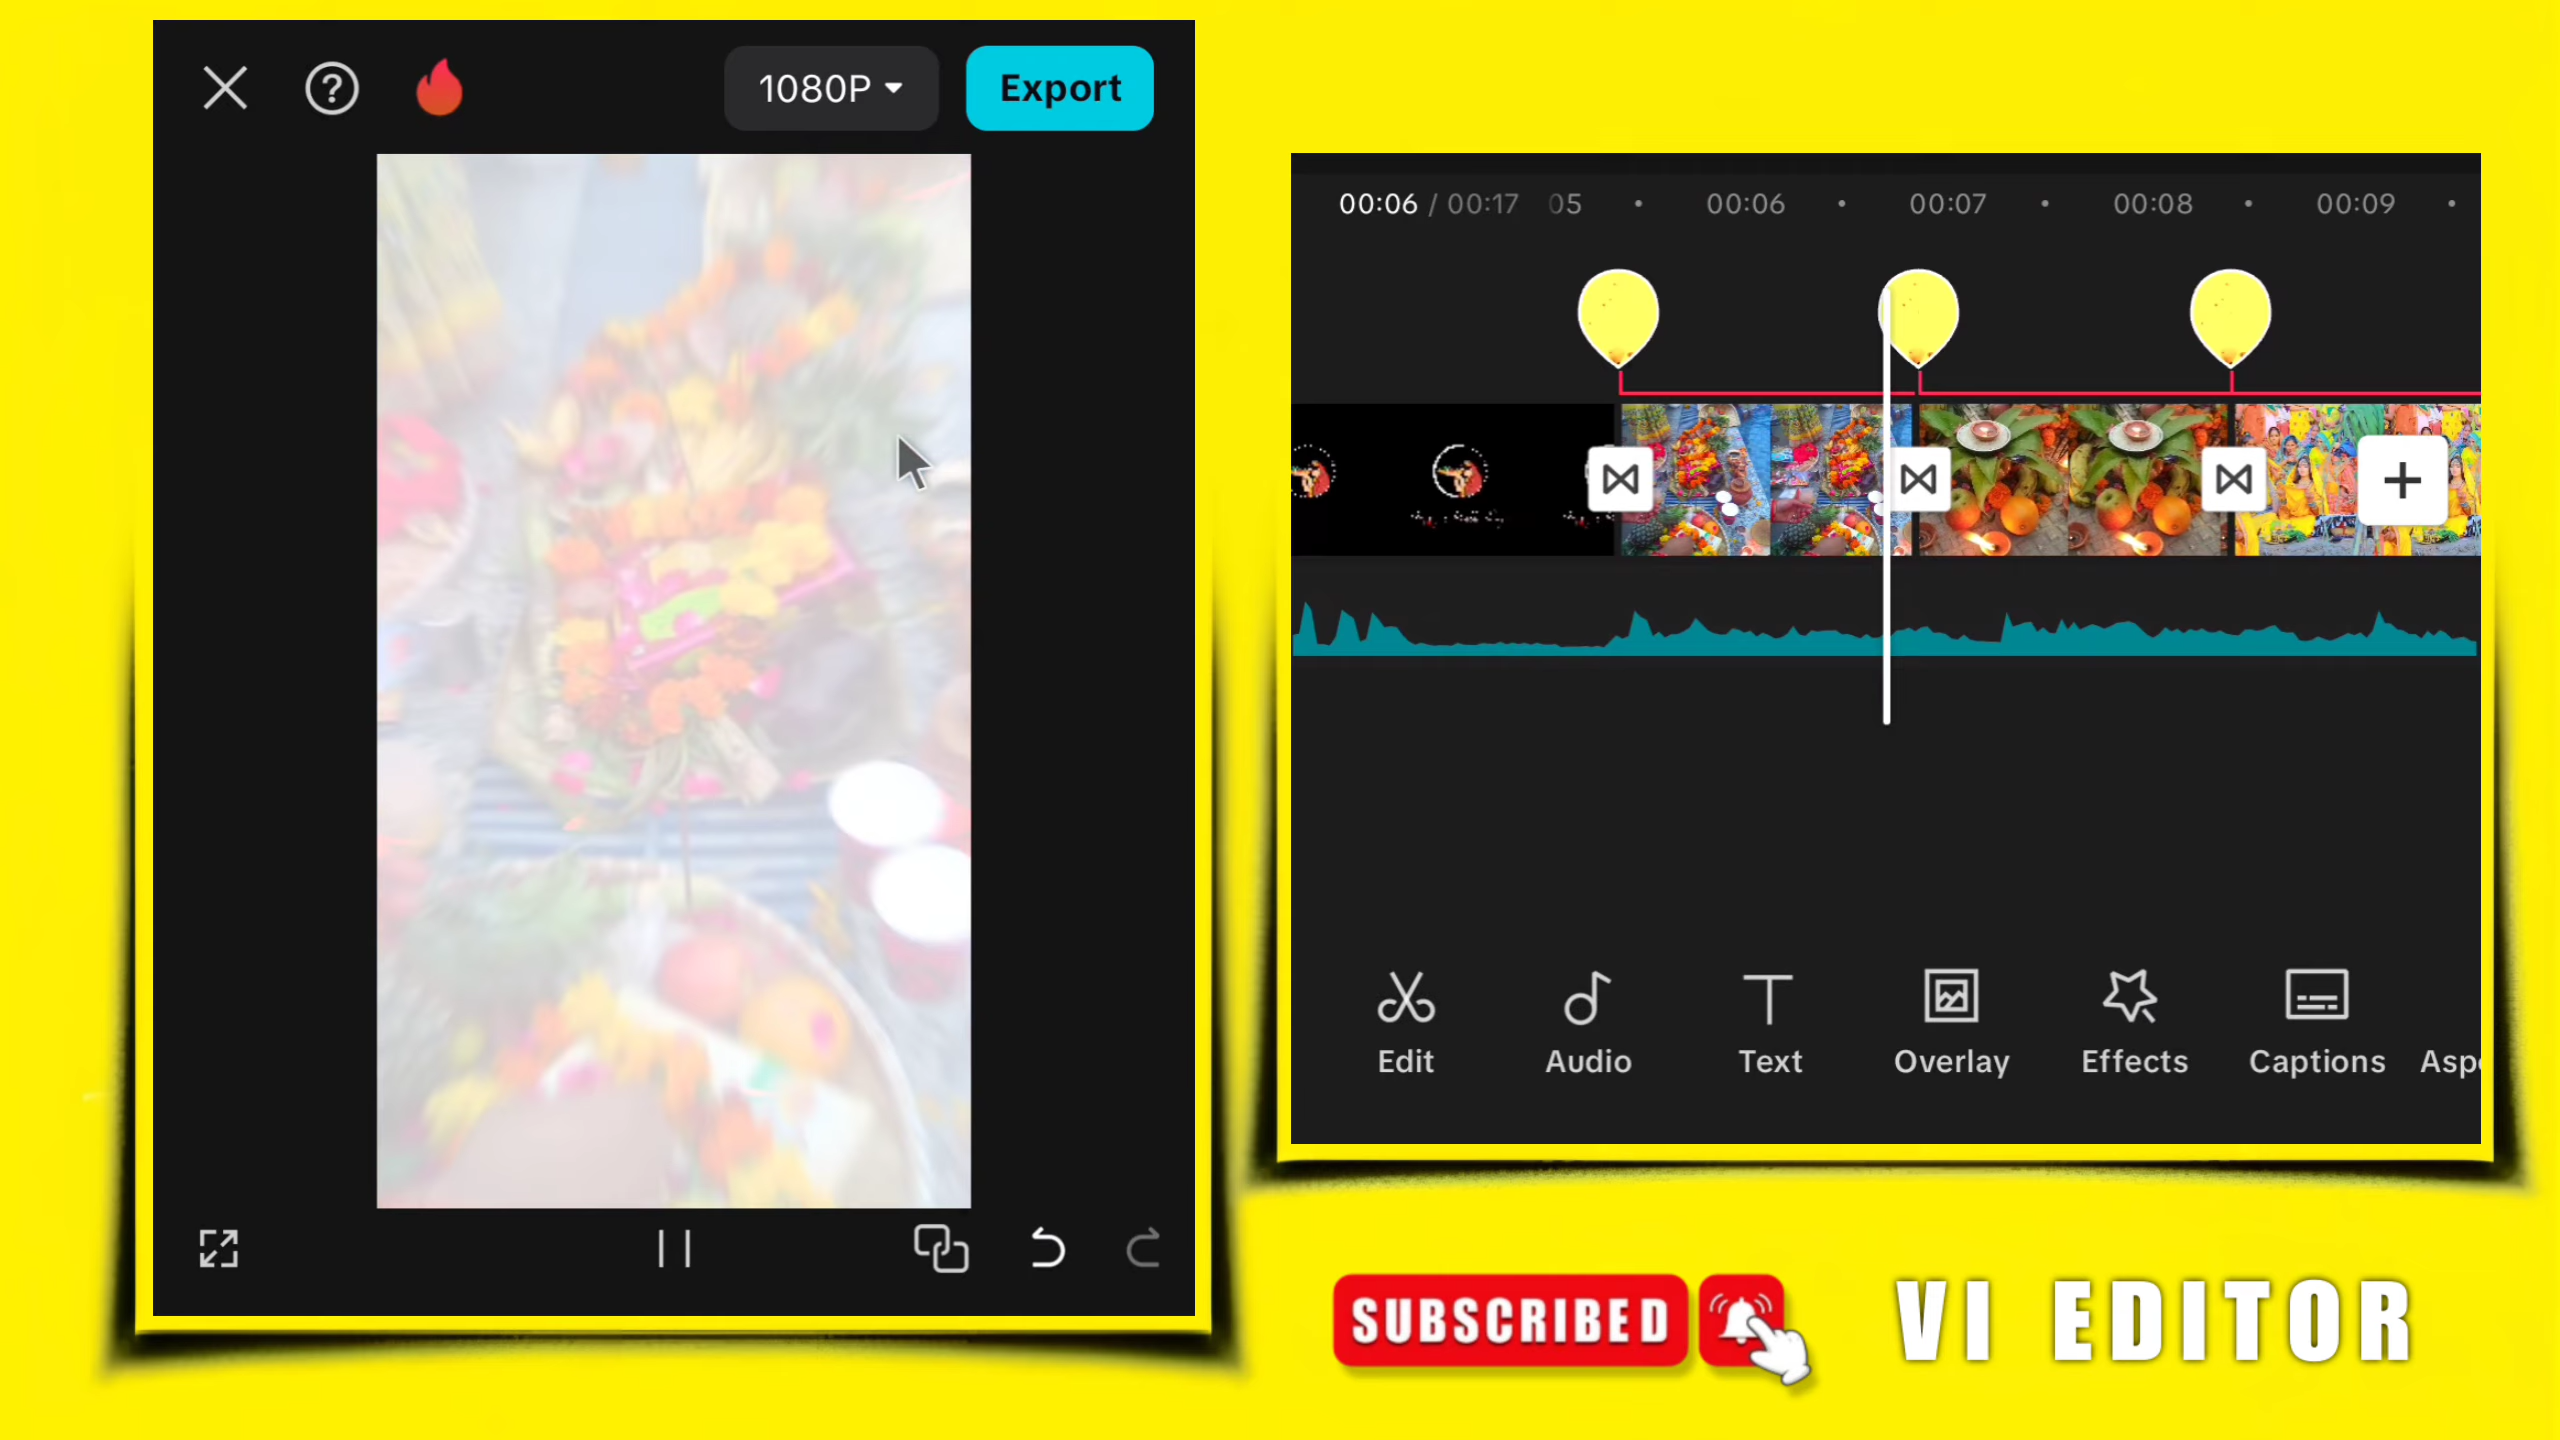 1080P
Export
00:06 / 00:17 05 00:06 00:07 00:08 00:09
Edit Audio Text Overlay Effects Captions Asp
SUBSCRIBED
VI EDITOR